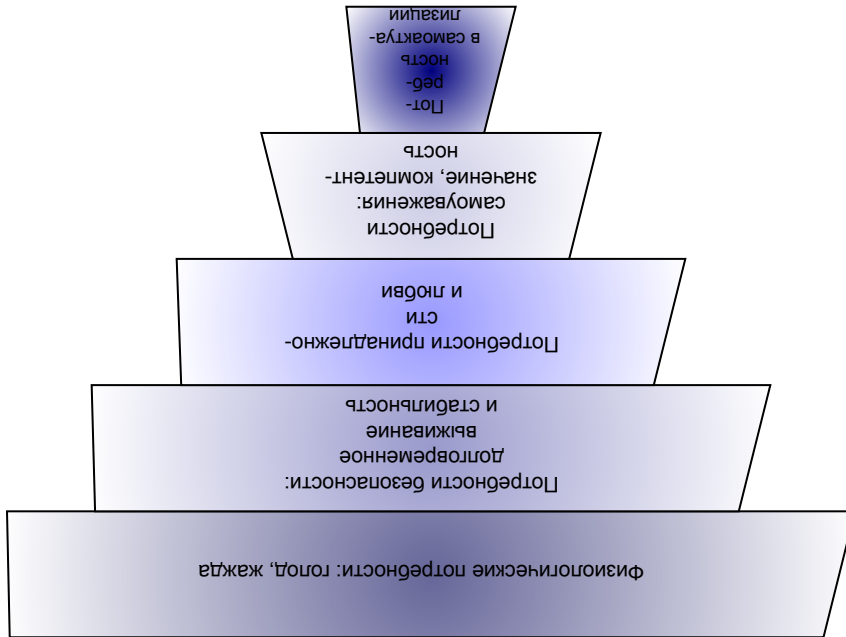 Физиологические потребности: голод, жажда
Потребности безопасности:
долговременное
выживание
и стабильность
Потребности принадлежно-
сти
и любви
Потребности
самоуважения:
значение, компетент-
ность
Пот-
реб-
ность
в самоактуа-
лизации